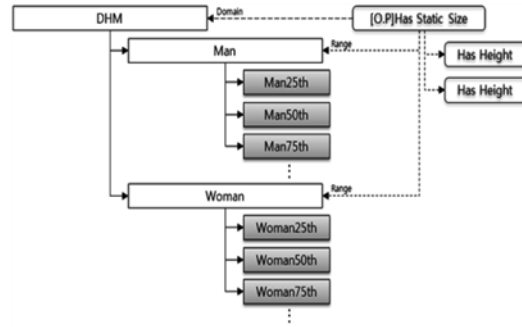 DHM
Domain
[O.P]Has Static Size
Man
Range
Has Height
Man25th
Has Height
Man50th
Man75th
Woman
Range
Woman25th
Woman50th
Woman75th